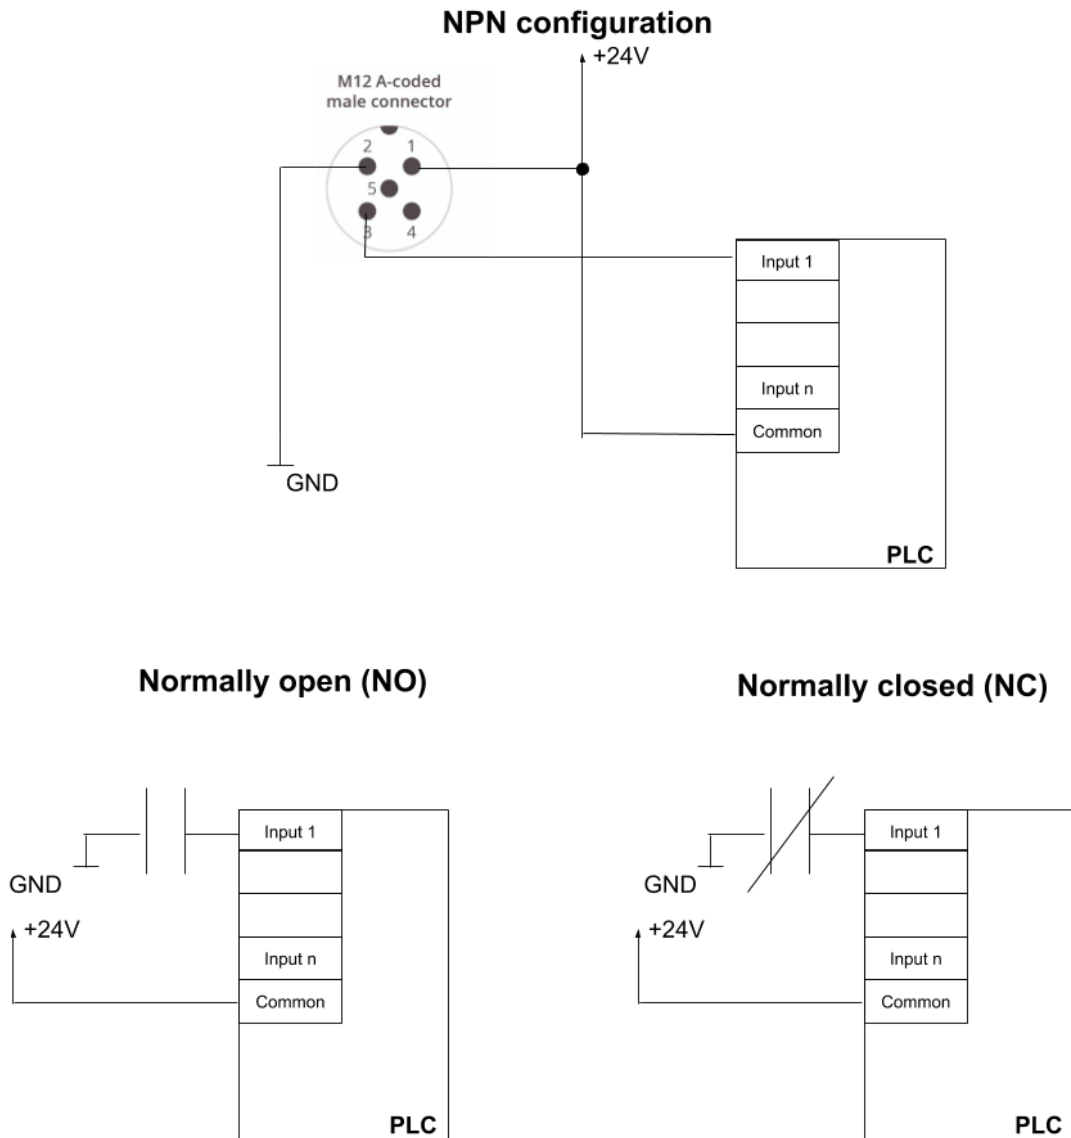 NPN configuration
+24V
M12 A-coded
male connector
2 1
5
3 4
Input 1
Input n
Common
GND
PLC
Normally open (NO)
Normally closed (NC)
Input 1
GND
+24V
Input n
Common
PLC
Input 1
GND
+24V
Input n
Common
PLC